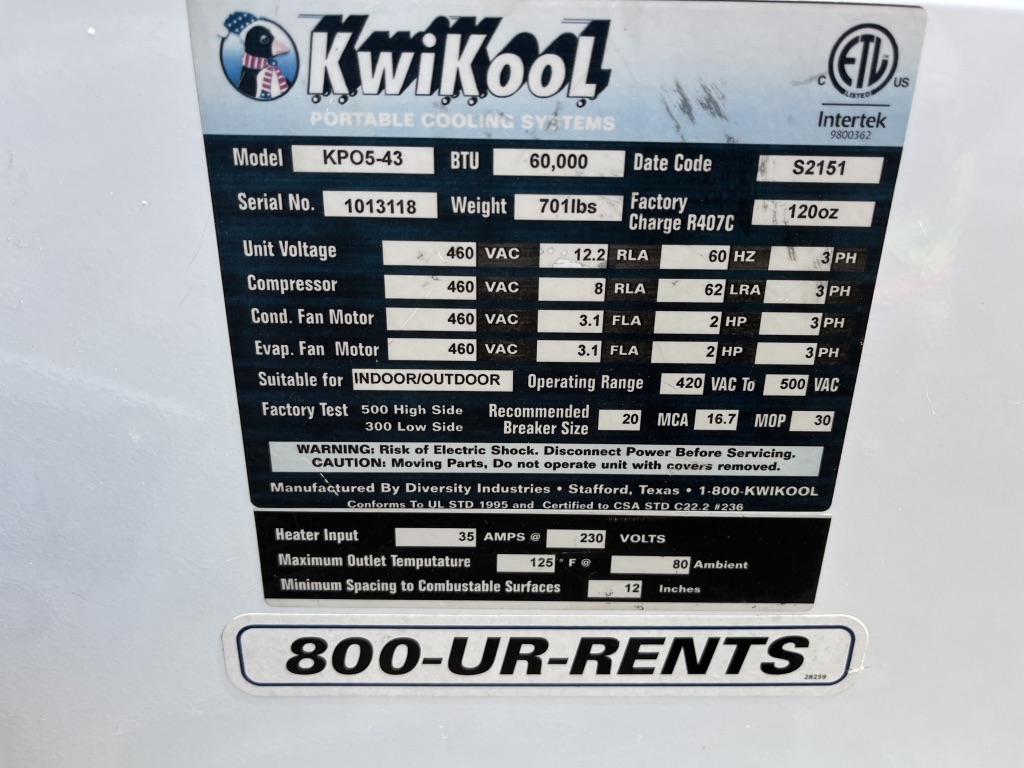 KwiKool
PORTABLE COOLING SYSTEMS
C ETL US
LISTED
Intertek
9800362
Model KPO5-43 BTU 60,000 Date Code S2151
Serial No. 1013118 Weight 701lbs Factory Charge R407C 120oz
Unit Voltage 460 VAC 12.2 RLA 60 HZ 3 PH
Compressor 460 VAC 8 RLA 62 LRA 3 PH
Cond. Fan Motor 460 VAC 3.1 FLA 2 HP 3 PH
Evap. Fan Motor 460 VAC 3.1 FLA 2 HP 3 PH
Suitable for INDOOR/OUTDOOR Operating Range 420 VAC To 500 VAC
Factory Test 500 High Side 300 Low Side Recommended Breaker Size 20 MCA 16.7 MOP 30
WARNING: Risk of Electric Shock. Disconnect Power Before Servicing.
CAUTION: Moving Parts, Do not operate unit with covers removed.
Manufactured By Diversity Industries • Stafford, Texas • 1-800-KWIKOOL
Conforms To UL STD 1995 and Certified to CSA STD C22.2 #236
Heater Input 35 AMPS @ 230 VOLTS
Maximum Outlet Temputature 125 ° F @ 80 Ambient
Minimum Spacing to Combustable Surfaces 12 Inches
800-UR-RENTS
28259